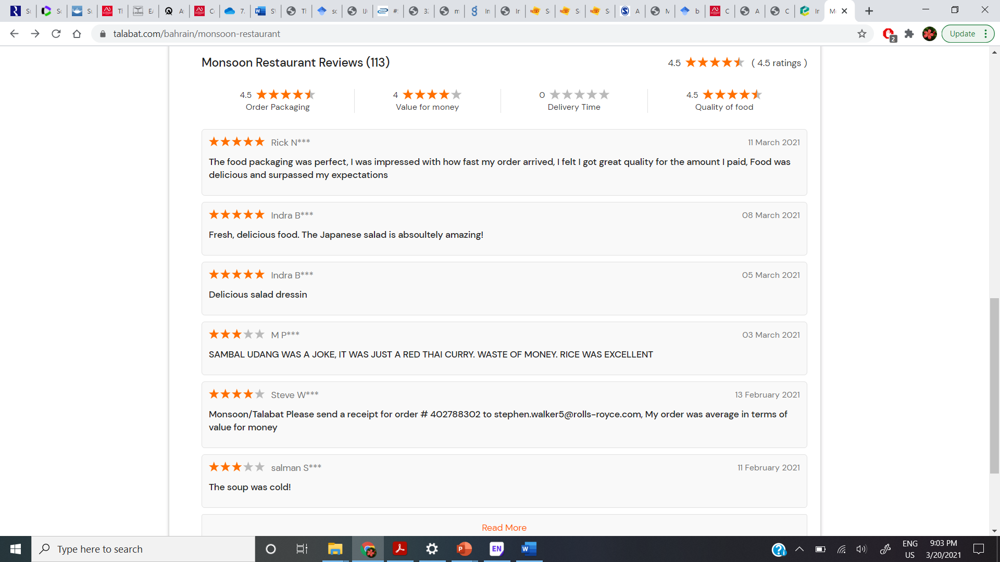 talabat.com/bahrain/monsoon-restaurant
2
Update
Monsoon Restaurant Reviews (113)
4.5 ( 4.5 ratings )
4.5
Order Packaging
4
Value for money
0
Delivery Time
4.5
Quality of food
Rick N***
11 March 2021
The food packaging was perfect, I was impressed with how fast my order arrived, I felt I got great quality for the amount I paid, Food was
delicious and surpassed my expectations
Indra B***
08 March 2021
Fresh, delicious food. The Japanese salad is absoultely amazing!
Indra B***
05 March 2021
Delicious salad dressin
M P***
03 March 2021
SAMBAL UDANG WAS A JOKE, IT WAS JUST A RED THAI CURRY. WASTE OF MONEY. RICE WAS EXCELLENT
Steve W***
13 February 2021
Monsoon/Talabat Please send a receipt for order # 402788302 to stephen.walker5@rolls-royce.com, My order was average in terms of
value for money
salman S***
11 February 2021
The soup was cold!
Read More
Type here to search
EN
ENG
US
9:03 PM
3/20/2021